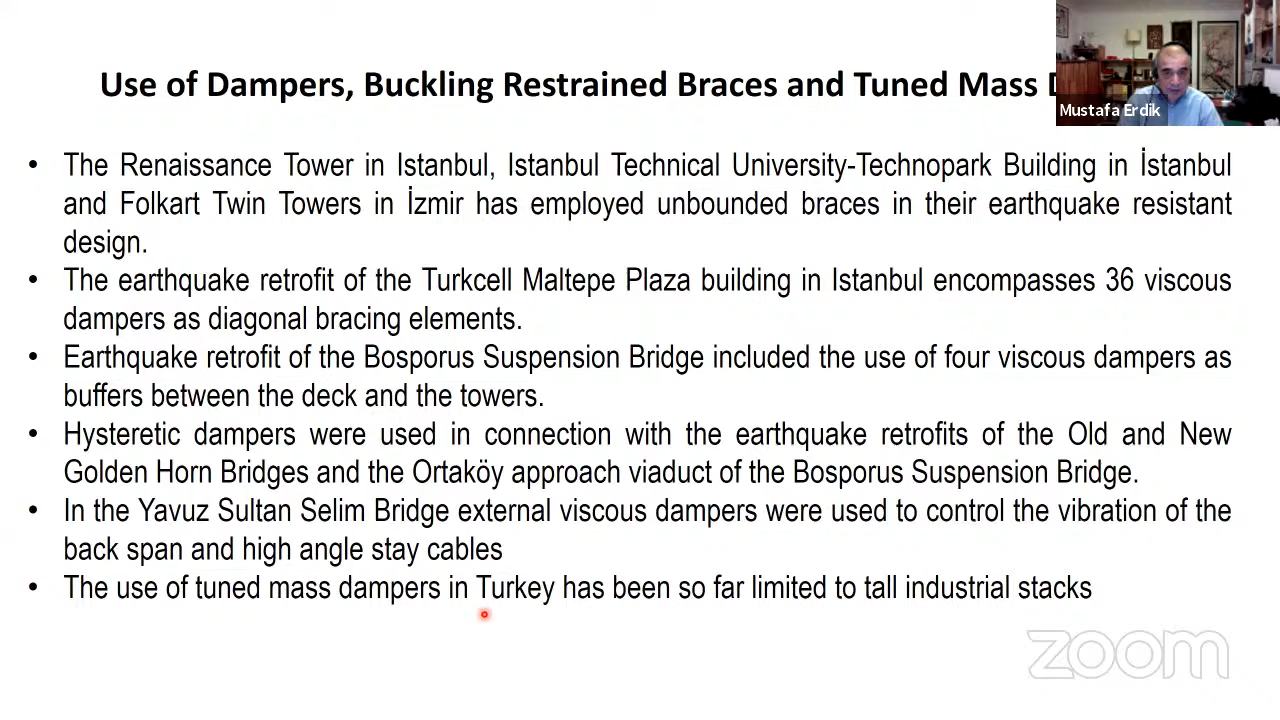 Use of Dampers, Buckling Restrained Braces and Tuned Mass
Mustafa Erdik
• The Renaissance Tower in Istanbul, Istanbul Technical University-Technopark Building in İstanbul
and Folkart Twin Towers in İzmir has employed unbounded braces in their earthquake resistant
design.
• The earthquake retrofit of the Turkcell Maltepe Plaza building in Istanbul encompasses 36 viscous
dampers as diagonal bracing elements.
• Earthquake retrofit of the Bosporus Suspension Bridge included the use of four viscous dampers as
buffers between the deck and the towers.
• Hysteretic dampers were used in connection with the earthquake retrofits of the Old and New
Golden Horn Bridges and the Ortaköy approach viaduct of the Bosporus Suspension Bridge.
• In the Yavuz Sultan Selim Bridge external viscous dampers were used to control the vibration of the
back span and high angle stay cables
• The use of tuned mass dampers in Turkey has been so far limited to tall industrial stacks
zoom